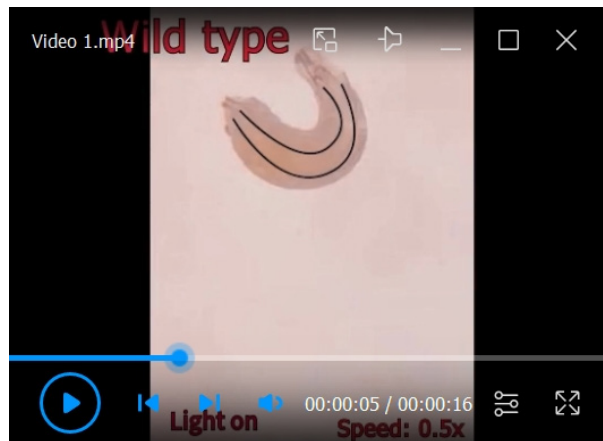 Video 1.mp4
Wild type
00:00:05 / 00:00:16
Light on
Speed: 0.5x